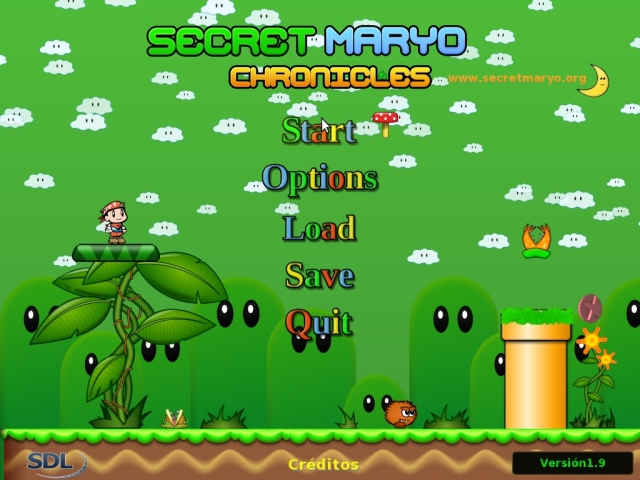 SECRET MARYO
CHRONICLES
www.secretmaryo.org
Start
Options
Load
Save
Quit
SDL
Créditos
Versión1.9